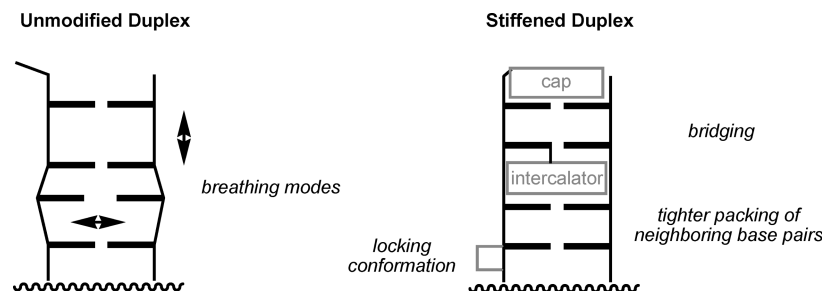 Unmodified Duplex
breathing modes
Stiffened Duplex
cap
bridging
intercalator
tighter packing of
neighboring base pairs
locking
conformation